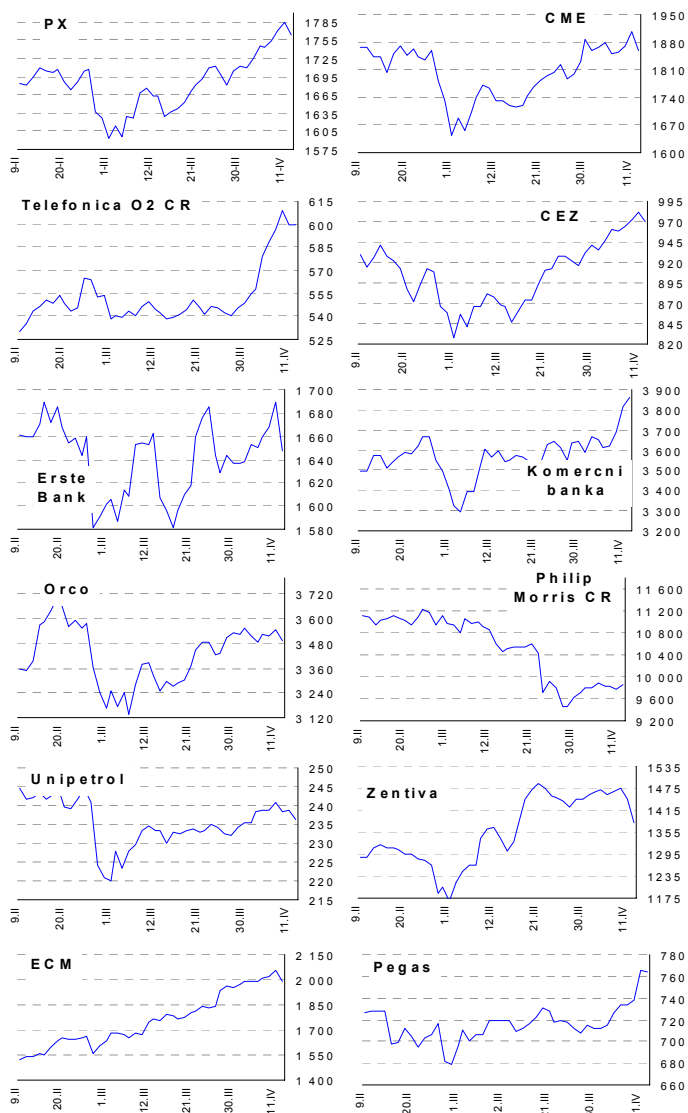 PX
1785
1755
1725
1695
1665
1635
1605
1575
9-II
20-II
1-III
12-III
21-III
30-III
11-IV
CME
1950
1880
1810
1740
1670
1600
9.II
20.II
1.III
12.III
21.III
30.III
11.IV
Telefonica O2 CR
615
600
585
570
555
540
525
9.II
20.II
1.III
12.III
21.III
30.III
11.IV
CEZ
995
970
945
920
895
870
845
820
9.II
20.II
1.III
12.III
21.III
30.III
11.IV
Erste
Bank
1 700
1 680
1 660
1 640
1 620
1 600
1 580
9.II
20.II
1.III
12.III
21.III
30.III
11.IV
Komercni
banka
3 900
3 800
3 700
3 600
3 500
3 400
3 300
3 200
9.II
20.II
1.III
12.III
21.III
30.III
11.IV
Orco
3 720
3 600
3 480
3 360
3 240
3 120
9.II
20.II
1.III
12.III
21.III
30.III
11.IV
Philip
Morris CR
11 600
11 200
10 800
10 400
10 000
9 600
9 200
9.II
20.II
1.III
12.III
21.III
30.III
11.IV
Unipetrol
250
245
240
235
230
225
220
215
9.II
20.II
1.III
12.III
21.III
30.III
11.IV
Zentiva
1535
1475
1415
1355
1295
1235
1175
9.II
20.II
1.III
12.III
21.III
30.III
11.IV
ECM
2 150
2 000
1 850
1 700
1 550
1 400
9.II
20.II
1.III
12.III
21.III
30.III
11.IV
Pegas
780
760
740
720
700
680
660
9.II
20.II
1.III
12.III
21.III
30.III
1.IV